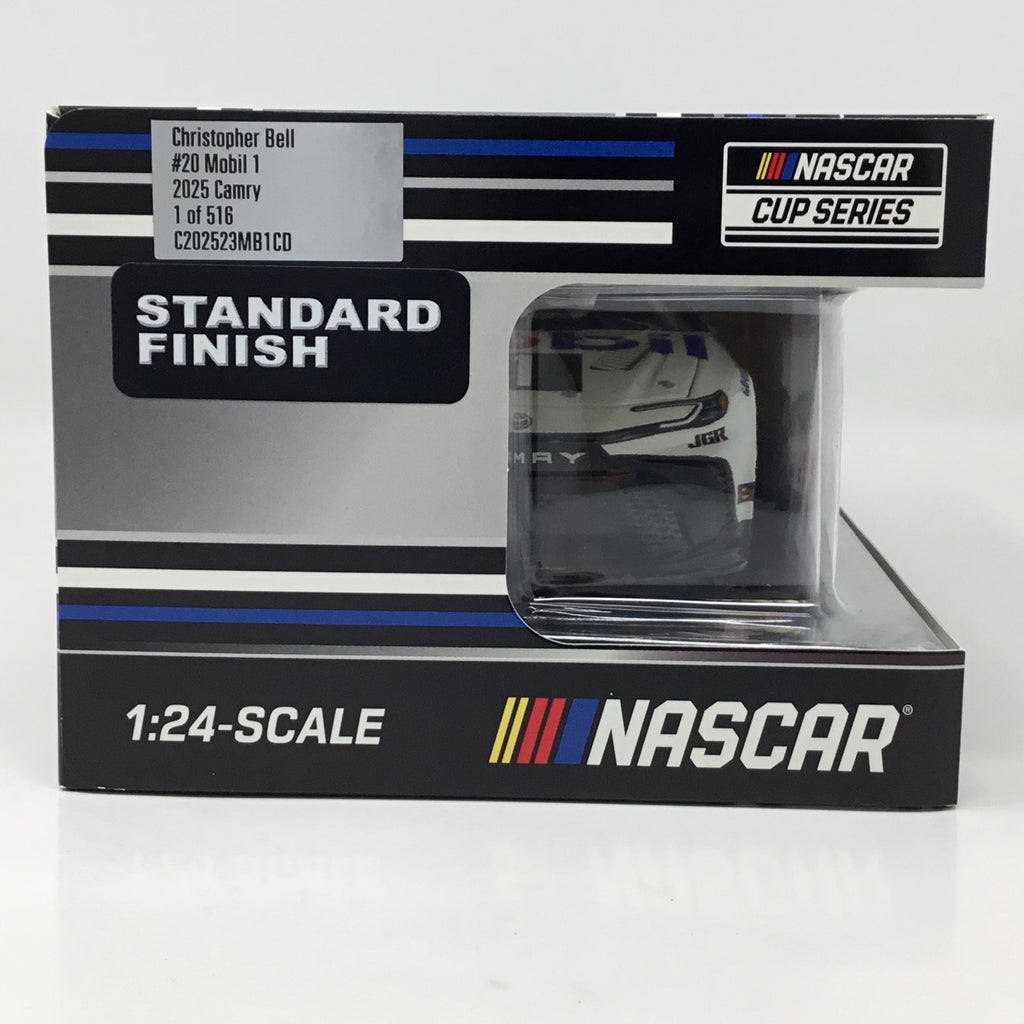 Christopher Bell
#20 Mobil 1
2025 Camry
1 of 516
C202523MB1CD
NASCAR
CUP SERIES
STANDARD
FINISH
JGR
MRY
1:24-SCALE
NASCAR®